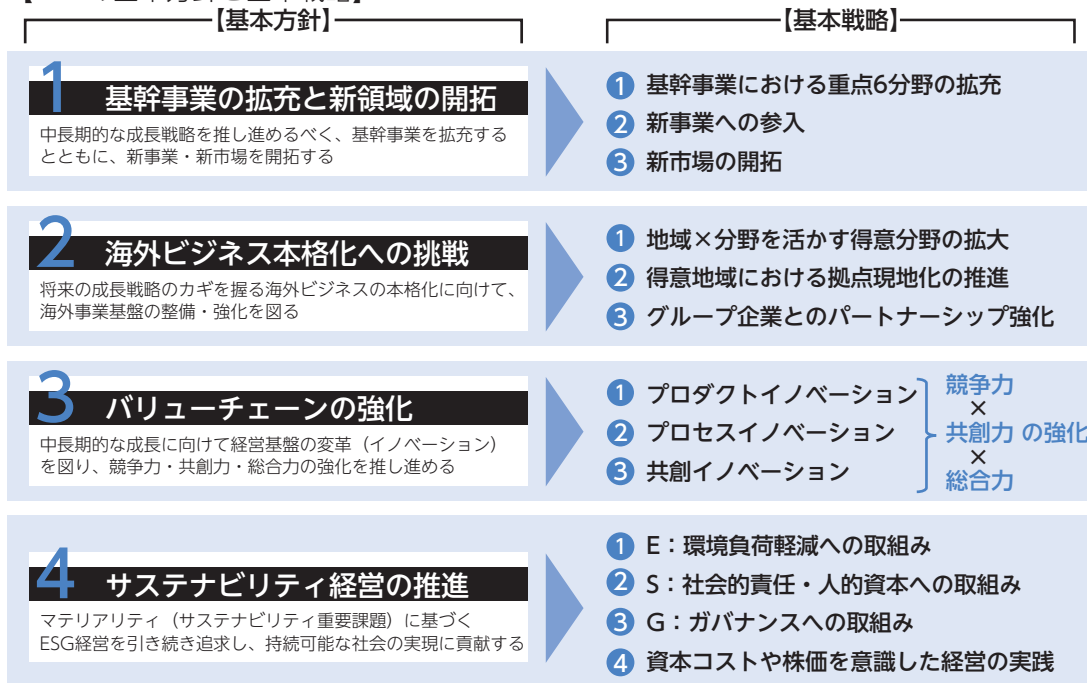 【基本方針】
【基本戦略】
1 基幹事業の拡充と新領域の開拓
中長期的な成長戦略を推し進めるべく、基幹事業を拡充する
とともに、新事業・新市場を開拓する
1 基幹事業における重点6分野の拡充
2 新事業への参入
3 新市場の開拓
2 海外ビジネス本格化への挑戦
将来の成長戦略のカギを握る海外ビジネスの本格化に向けて、
海外事業基盤の整備・強化を図る
1 地域×分野を活かす得意分野の拡大
2 得意地域における拠点現地化の推進
3 グループ企業とのパートナーシップ強化
3 バリューチェーンの強化
中長期的な成長に向けて経営基盤の変革（イノベーション）
を図り、競争力・共創力・総合力の強化を推し進める
1 プロダクトイノベーション
2 プロセスイノベーション
3 共創イノベーション
競争力
×
共創力 の強化
×
総合力
4 サステナビリティ経営の推進
マテリアリティ（サステナビリティ重要課題）に基づく
ESG経営を引き続き追求し、持続可能な社会の実現に貢献する
1 E：環境負荷軽減への取組み
2 S：社会的責任・人的資本への取組み
3 G：ガバナンスへの取組み
4 資本コストや株価を意識した経営の実践